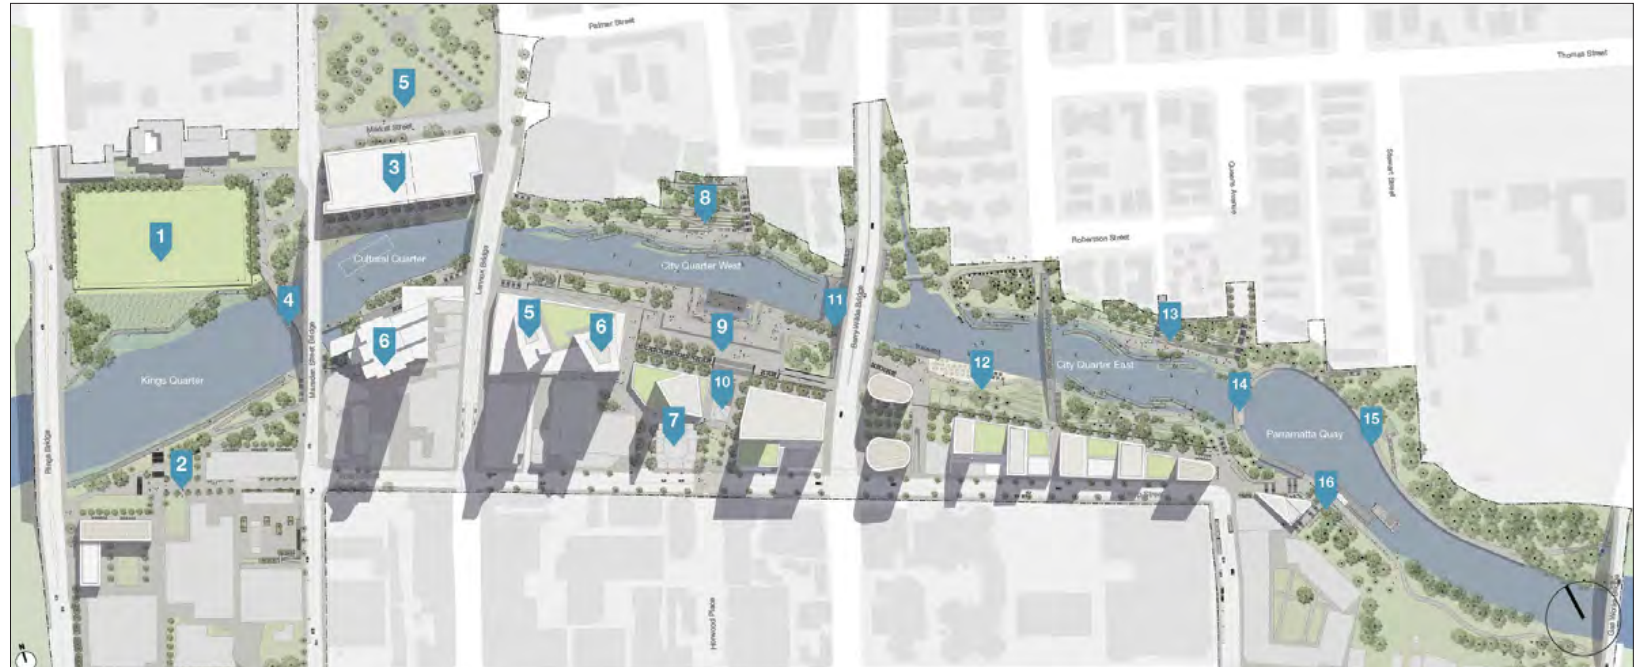 Palmer Street
Thomas Street
5
Market Street
3
8
1
Stewart Street
Queens Avenue
Robertson Street
Cultural Quarter
City Quarter West
Lennox Bridge
4
11
Barry Wilde Bridge
13
5
6
9
6
12
City Quarter East
Kings Quarter
Marsden Street Bridge
10
14
7
15
Parramatta Quay
Rings Bridge
2
16
Horwood Place
N